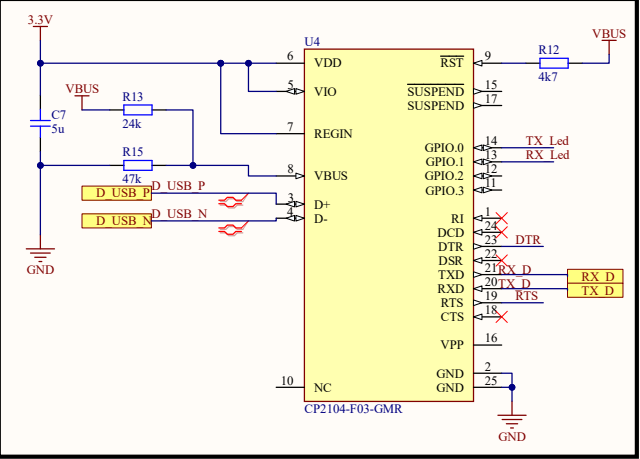 3.3V
C7
5u
GND
VBUS
R13
24k
R15
47k
D_USB_P
D_USB_P
D_USB_N
D_USB_N
U4
6 VDD
5 VIO
7 REGIN
8 VBUS
3 D+
4 D-
10 NC
CP2104-F03-GMR
RST 9
SUSPEND 15
SUSPEND 17
GPIO.0 14 TX_Led
GPIO.1 13 RX_Led
GPIO.2 12
GPIO.3 11
RI 1
DCD 24
DTR 23 DTR
DSR 22
TXD 21 RX_D RX_D
RXD 20 TX_D TX_D
RTS 19 RTS
CTS 18
VPP 16
GND 2
GND 25
GND
R12
4k7
VBUS